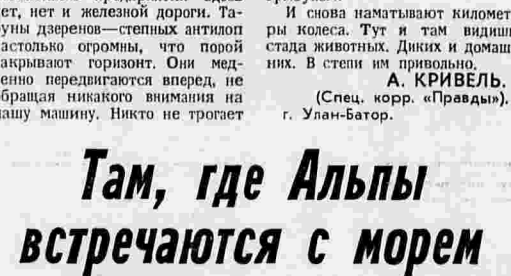 ет, нет и железной дороги. Та-
уны дзеренов—степных антилоп
астолько огромны, что порой
акрывают горизонт. Они мед-
енно передвигаются вперед, не
бращая никакого внимания на
ашу машину. Никто не трогает
И снова наматывают километ-
ры колеса. Тут и там видишь
стада животных. Диких и домаш-
них. В степи им привольно.
А. КРИВЕЛЬ.
(Спец. корр. «Правды»).
г. Улан-Батор.
Там, где Альпы
встречаются с морем